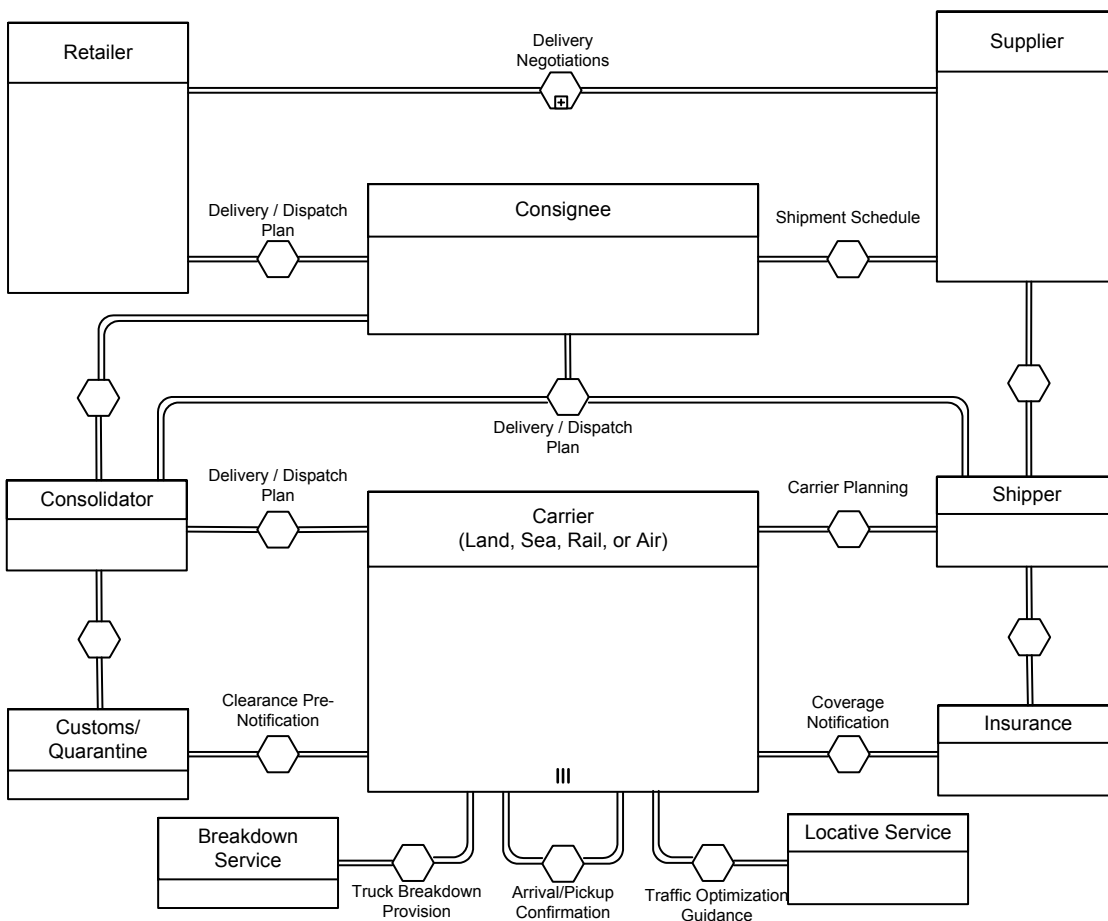 Retailer
Delivery
Negotiations
Supplier
Delivery / Dispatch
Plan
Consignee
Shipment Schedule
Delivery / Dispatch
Plan
Consolidator
Delivery / Dispatch
Plan
Carrier
(Land, Sea, Rail, or Air)
Carrier Planning
Shipper
Customs/
Quarantine
Clearance Pre-
Notification
Coverage
Notification
Insurance
Breakdown
Service
Truck Breakdown
Provision
Arrival/Pickup
Confirmation
Traffic Optimization
Guidance
Locative Service